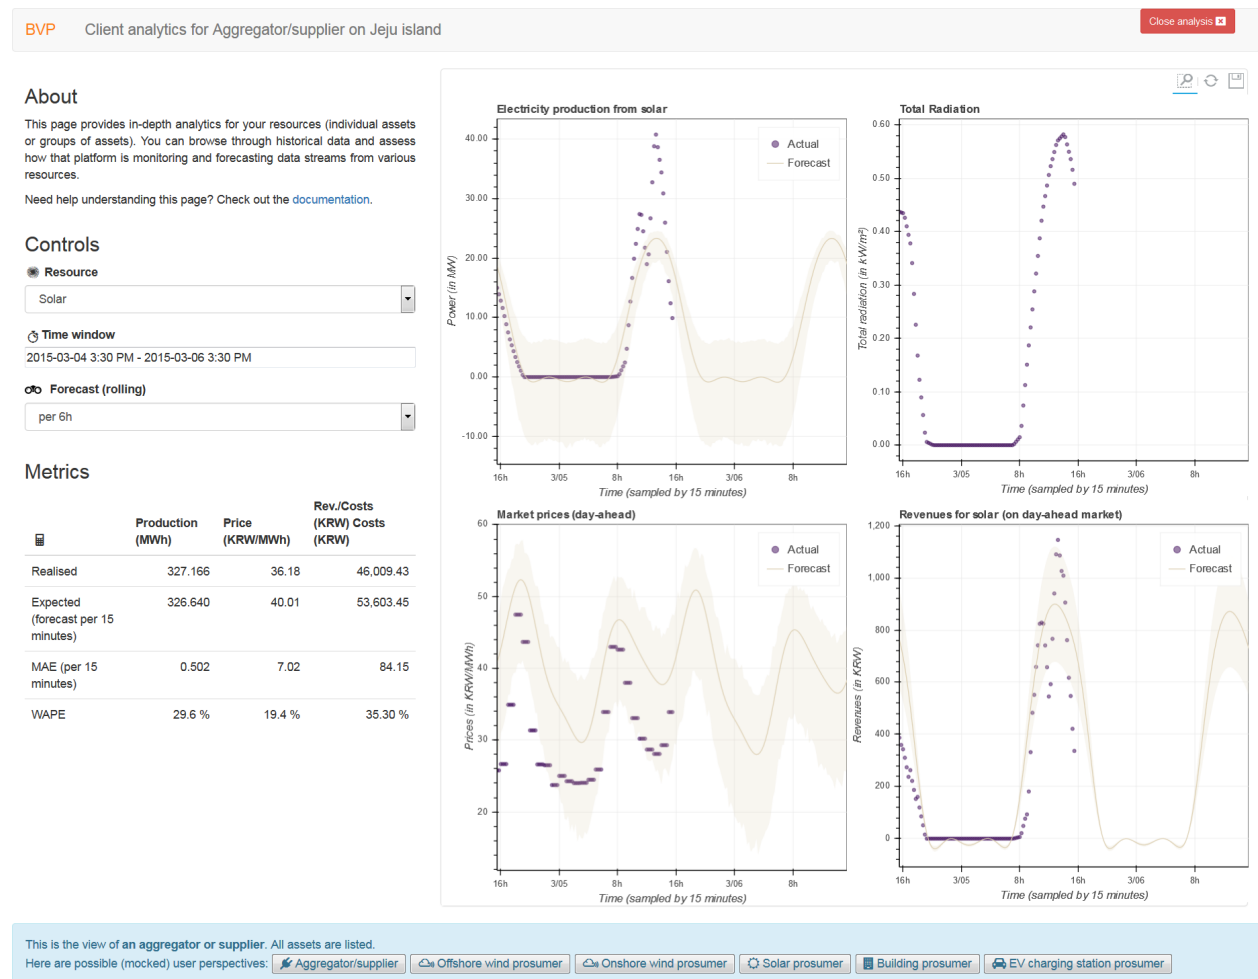 BVP Client analytics for Aggregator/supplier on Jeju island
Close analysis
About
This page provides in-depth analytics for your resources (individual assets
or groups of assets). You can browse through historical data and assess
how that platform is monitoring and forecasting data streams from various
resources.
Need help understanding this page? Check out the documentation.
Controls
Resource
Solar
Time window
2015-03-04 3:30 PM - 2015-03-06 3:30 PM
Forecast (rolling)
per 6h
Metrics
Production (MWh) Price (KRW/MWh) Rev./Costs (KRW) Costs (KRW)
Realised 327.166 36.18 46,009.43
Expected (forecast per 15 minutes) 326.640 40.01 53,603.45
MAE (per 15 minutes) 0.502 7.02 84.15
WAPE 29.6 % 19.4 % 35.30 %
Electricity production from solar
Actual
Forecast
Power (in MW)
40.00
30.00
20.00
10.00
0.00
-10.00
16h 3/05 8h 16h 3/06 8h
Time (sampled by 15 minutes)
Total Radiation
Total radiation (in kW/m²)
0.60
0.50
0.40
0.30
0.20
0.10
0.00
16h 3/05 8h 16h 3/06 8h
Time (sampled by 15 minutes)
Market prices (day-ahead)
Actual
Forecast
Prices (in KRW/MWh)
60
50
40
30
20
16h 3/05 8h 16h 3/06 8h
Time (sampled by 15 minutes)
Revenues for solar (on day-ahead market)
Actual
Forecast
Revenues (in KRW)
1,200
1,000
800
600
400
200
0
16h 3/05 8h 16h 3/06 8h
Time (sampled by 15 minutes)
This is the view of an aggregator or supplier. All assets are listed.
Here are possible (mocked) user perspectives: Aggregator/supplier Offshore wind prosumer Onshore wind prosumer Solar prosumer Building prosumer EV charging station prosumer